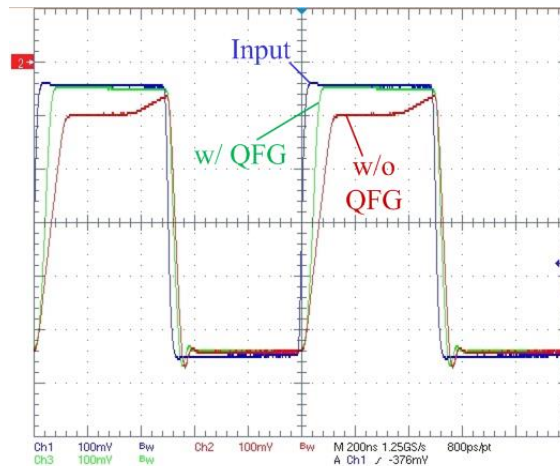 2
Input
w/ QFG
w/o
QFG
Ch1 100mV Bw Ch2 100mV Bw M 200ns 1.25GS/s 800ps/pt
Ch3 100mV Bw A Ch1 / -376mV